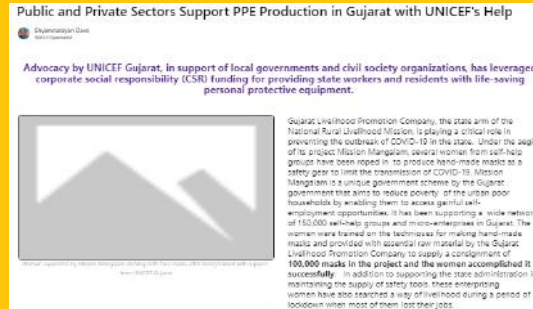 Public and Private Sectors Support PPE Production in Gujarat with UNICEF's Help
Shyamnarayan Dave
Advocacy by UNICEF Gujarat, in support of local governments and civil society organizations, has leveraged
corporate social responsibility (CSR) funding for providing state workers and residents with life-saving
personal protective equipment.
Gujarat Livelihood Promotion Company, the state arm of the
National Rural Livelihood Mission, is playing a critical role in
preventing the outbreak of COVID-19 in the state. Under the aegi
of its project Mission Mangalam, several women from self-help
groups have been roped in to produce hand-made masks as a
safety gear to limit the transmission of COVID-19. Mission
Mangalam is a unique government scheme by the Gujarat
government that aims to reduce poverty of the urban poor
households by enabling them to access gainful self-
employment opportunities. It has been supporting a wide networ
of 150,000 self-help groups and micro-enterprises in Gujarat. The
women were trained on the techniques for making hand-made
masks and provided with essential raw material by the Gujarat
Livelihood Promotion Company to supply a consignment of
100,000 masks in the project and the women accomplished it
successfully. In addition to supporting the state administration i
maintaining the supply of safety tools, these enterprising
women have also searched a way of livelihood during a period of
lockdown when most of them lost their jobs.